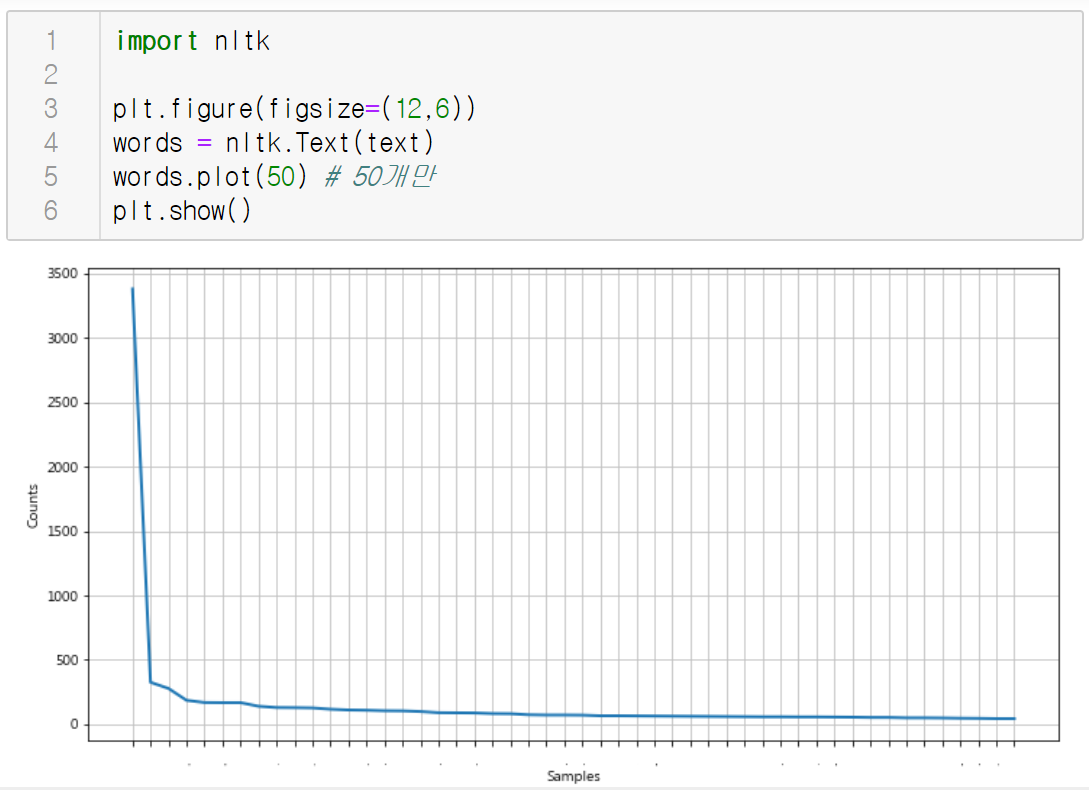 1 import nltk
2
3 plt.figure(figsize=(12,6))
4 words = nltk.Text(text)
5 words.plot(50) # 50개만
6 plt.show()
3500
3000
2500
2000
1500
1000
500
0
Counts
Samples